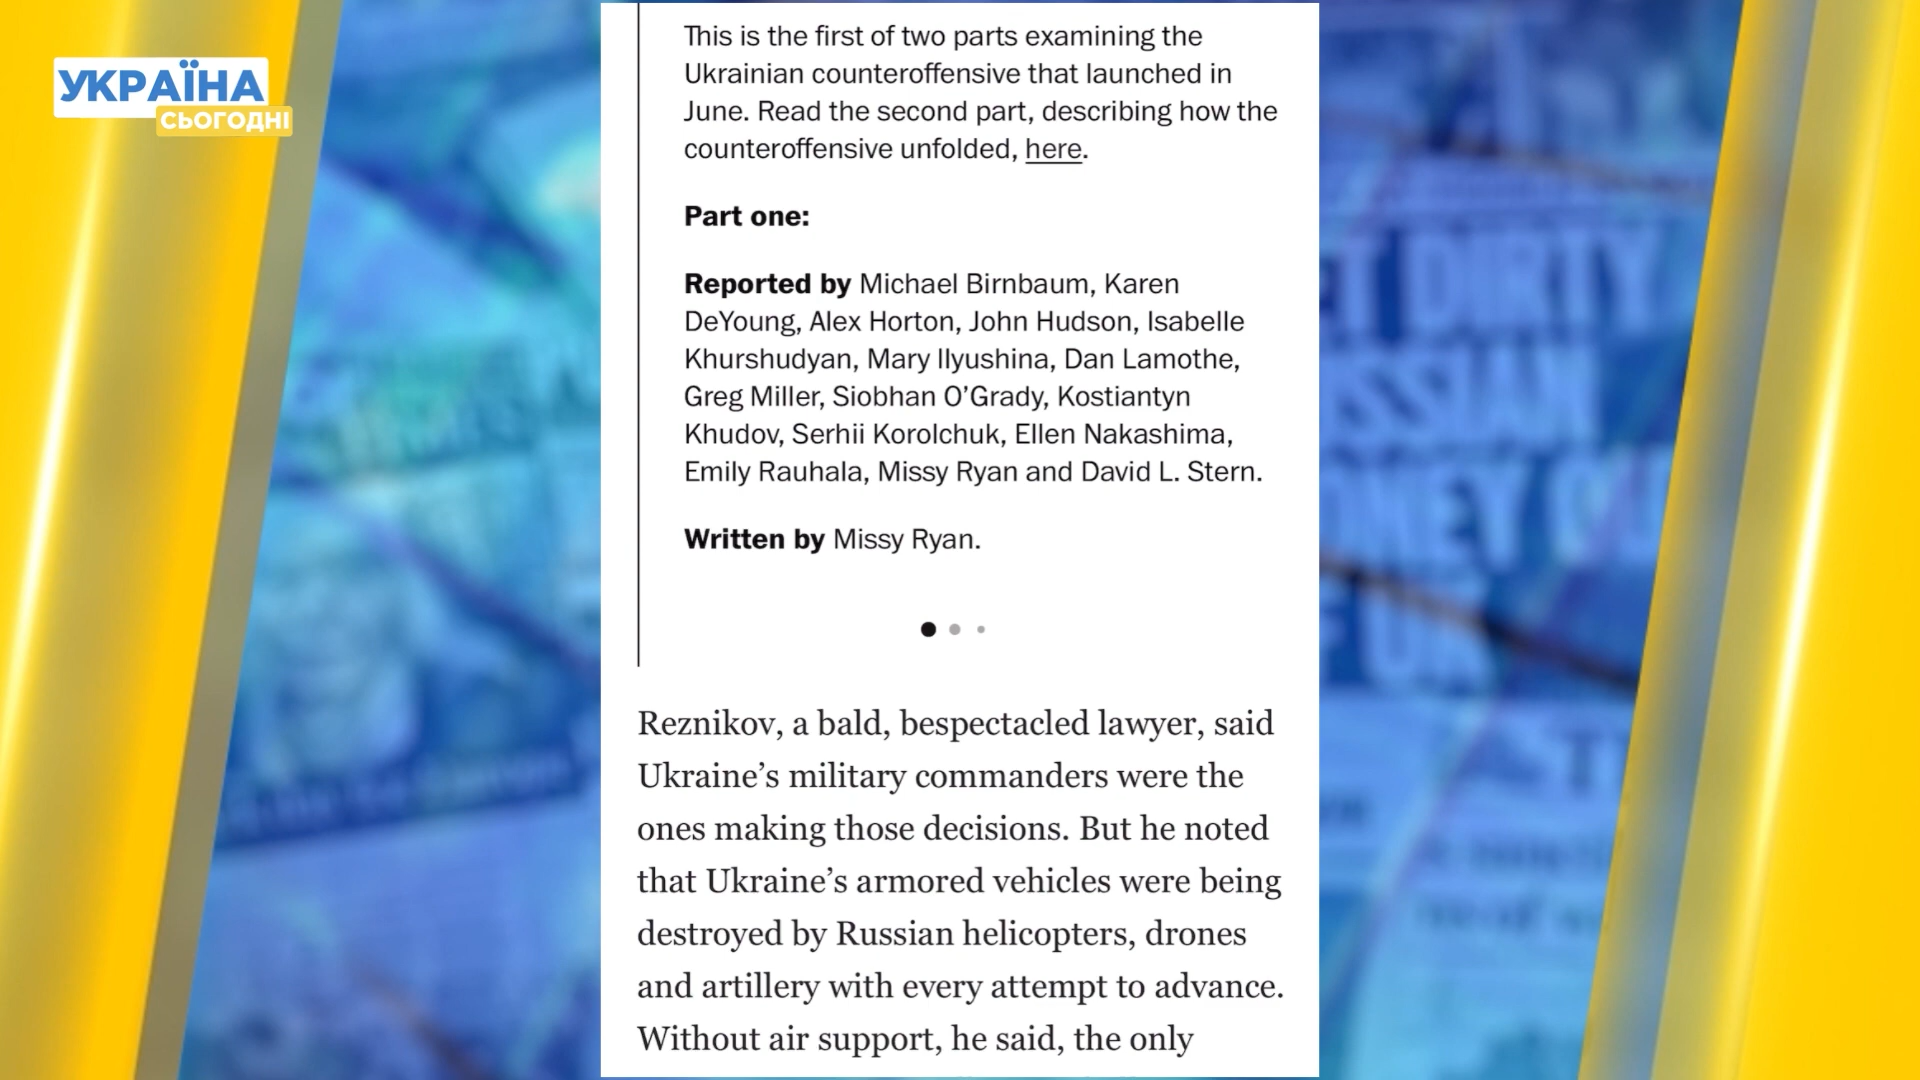 УКРАЇНА
СЬОГОДНІ
This is the first of two parts examining the
Ukrainian counteroffensive that launched in
June. Read the second part, describing how the
counteroffensive unfolded, here.
Part one:
Reported by Michael Birnbaum, Karen
DeYoung, Alex Horton, John Hudson, Isabelle
Khurshudyan, Mary Ilyushina, Dan Lamothe,
Greg Miller, Siobhan O’Grady, Kostiantyn
Khudov, Serhii Korolchuk, Ellen Nakashima,
Emily Rauhala, Missy Ryan and David L. Stern.
Written by Missy Ryan.
Reznikov, a bald, bespectacled lawyer, said
Ukraine’s military commanders were the
ones making those decisions. But he noted
that Ukraine’s armored vehicles were being
destroyed by Russian helicopters, drones
and artillery with every attempt to advance.
Without air support, he said, the only
DIRTY